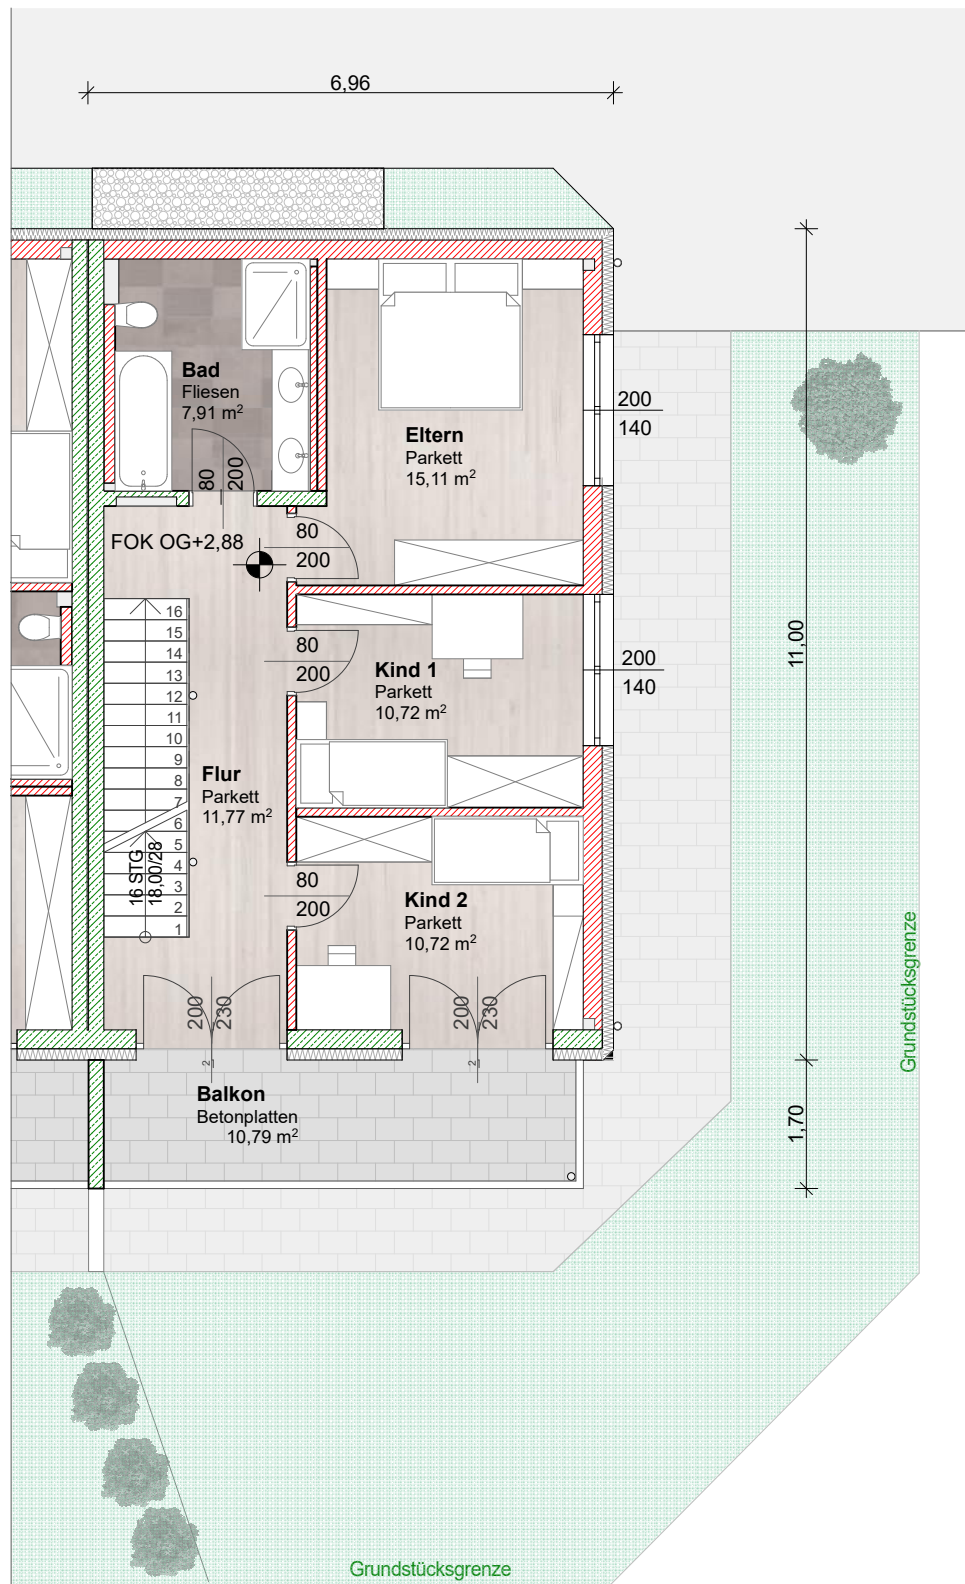 6,96
Bad
Fliesen
7,91 m²
80
200
200
140
Eltern
Parkett
15,11 m²
FOK OG+2,88
80
200
16
15
14
13
12
11
10
9
8
7
6
5
4
3
2
1
16 STG
18,00/28
80
200
Kind 1
Parkett
10,72 m²
200
140
11,00
Flur
Parkett
11,77 m²
80
200
Kind 2
Parkett
10,72 m²
200
230
2
200
230
2
Balkon
Betonplatten
10,79 m²
1,70
Grundstücksgrenze
Grundstücksgrenze